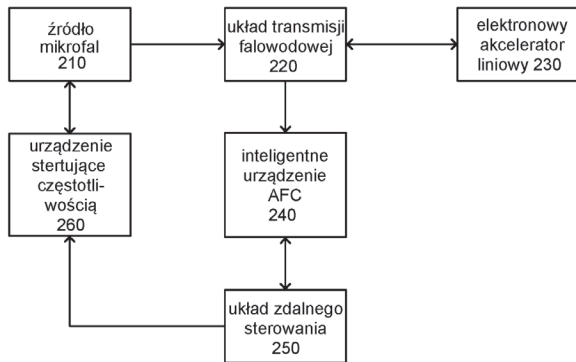 źródło
mikrofal
210
układ transmisji
falowodowej
220
elektronowy
akcelerator
liniowy 230
urządzenie
stertujące
częstotli-
wością
260
inteligentne
urządzenie
AFC
240
układ zdalnego
sterowania
250